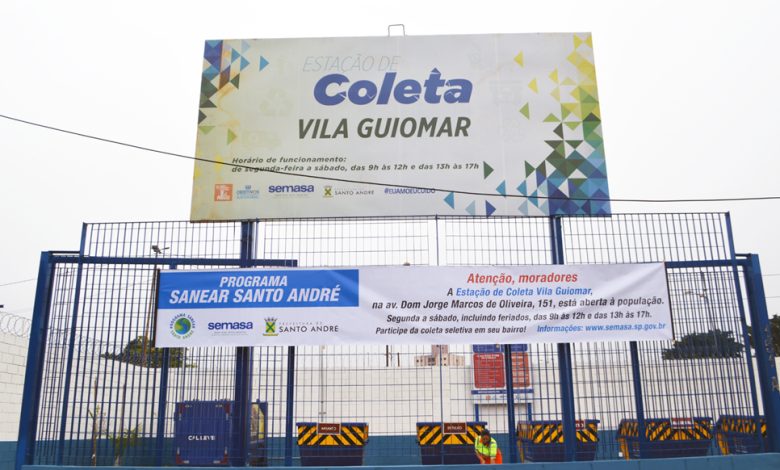 ESTAÇÃO DE
Coleta
VILA GUIOMAR
Horário de funcionamento:
de segunda-feira a sábado, das 9h às 12h e das 13h às 17h
semasa
SANTO ANDRÉ
#EUAMOEUCUIDO
PROGRAMA
SANEAR SANTO ANDRÉ
semasa
PREFEITURA DE
SANTO ANDRÉ
Atenção, moradores
A Estação de Coleta Vila Guiomar,
na av. Dom Jorge Marcos de Oliveira, 151, está aberta à população.
Segunda a sábado, incluindo feriados, das 9h às 12h e das 13h às 17h.
Participe da coleta seletiva em seu bairro! Informações: www.semasa.sp.gov.br